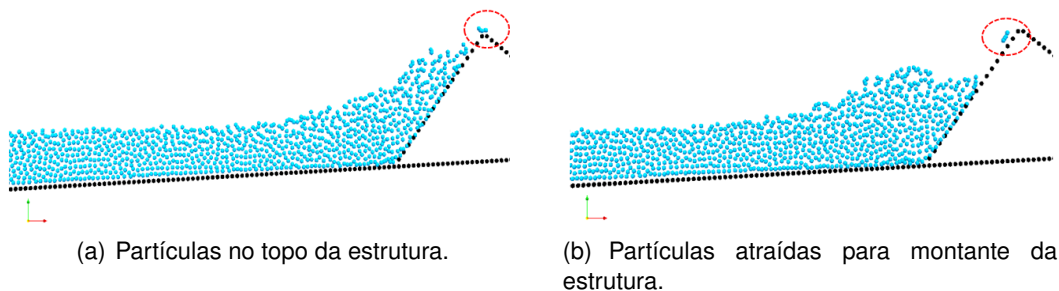 (a) Partículas no topo da estrutura.
(b) Partículas atraídas para montante da
estrutura.